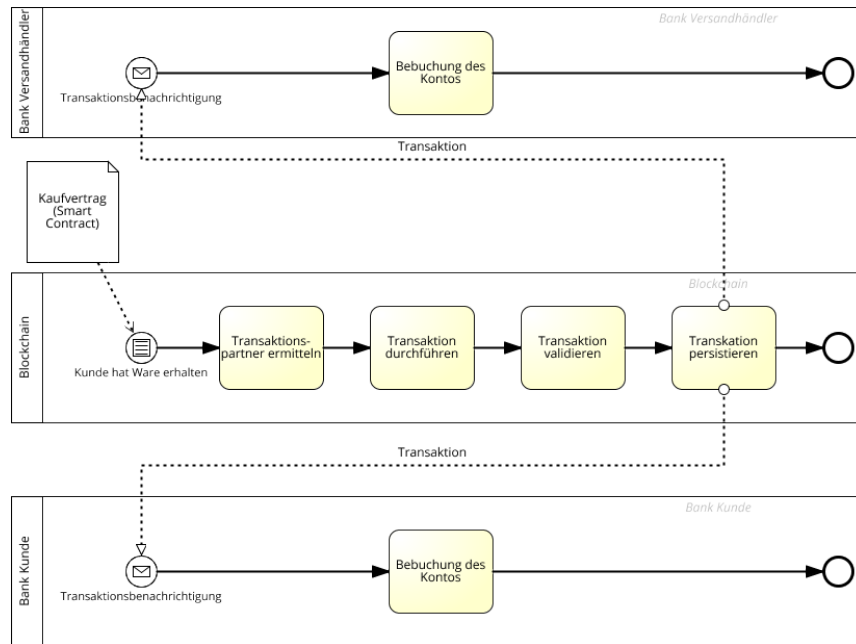 Bank Versandhändler
Bank Versandhändler
Bebuchung des
Kontos
Transaktionsbenachrichtigung
Transaktion
Kaufvertrag
(Smart
Contract)
Blockchain
Blockchain
Transaktions-
partner ermitteln
Transaktion
durchführen
Transaktion
validieren
Transkation
persistieren
Kunde hat Ware erhalten
Transaktion
Bank Kunde
Bank Kunde
Bebuchung des
Kontos
Transaktionsbenachrichtigung